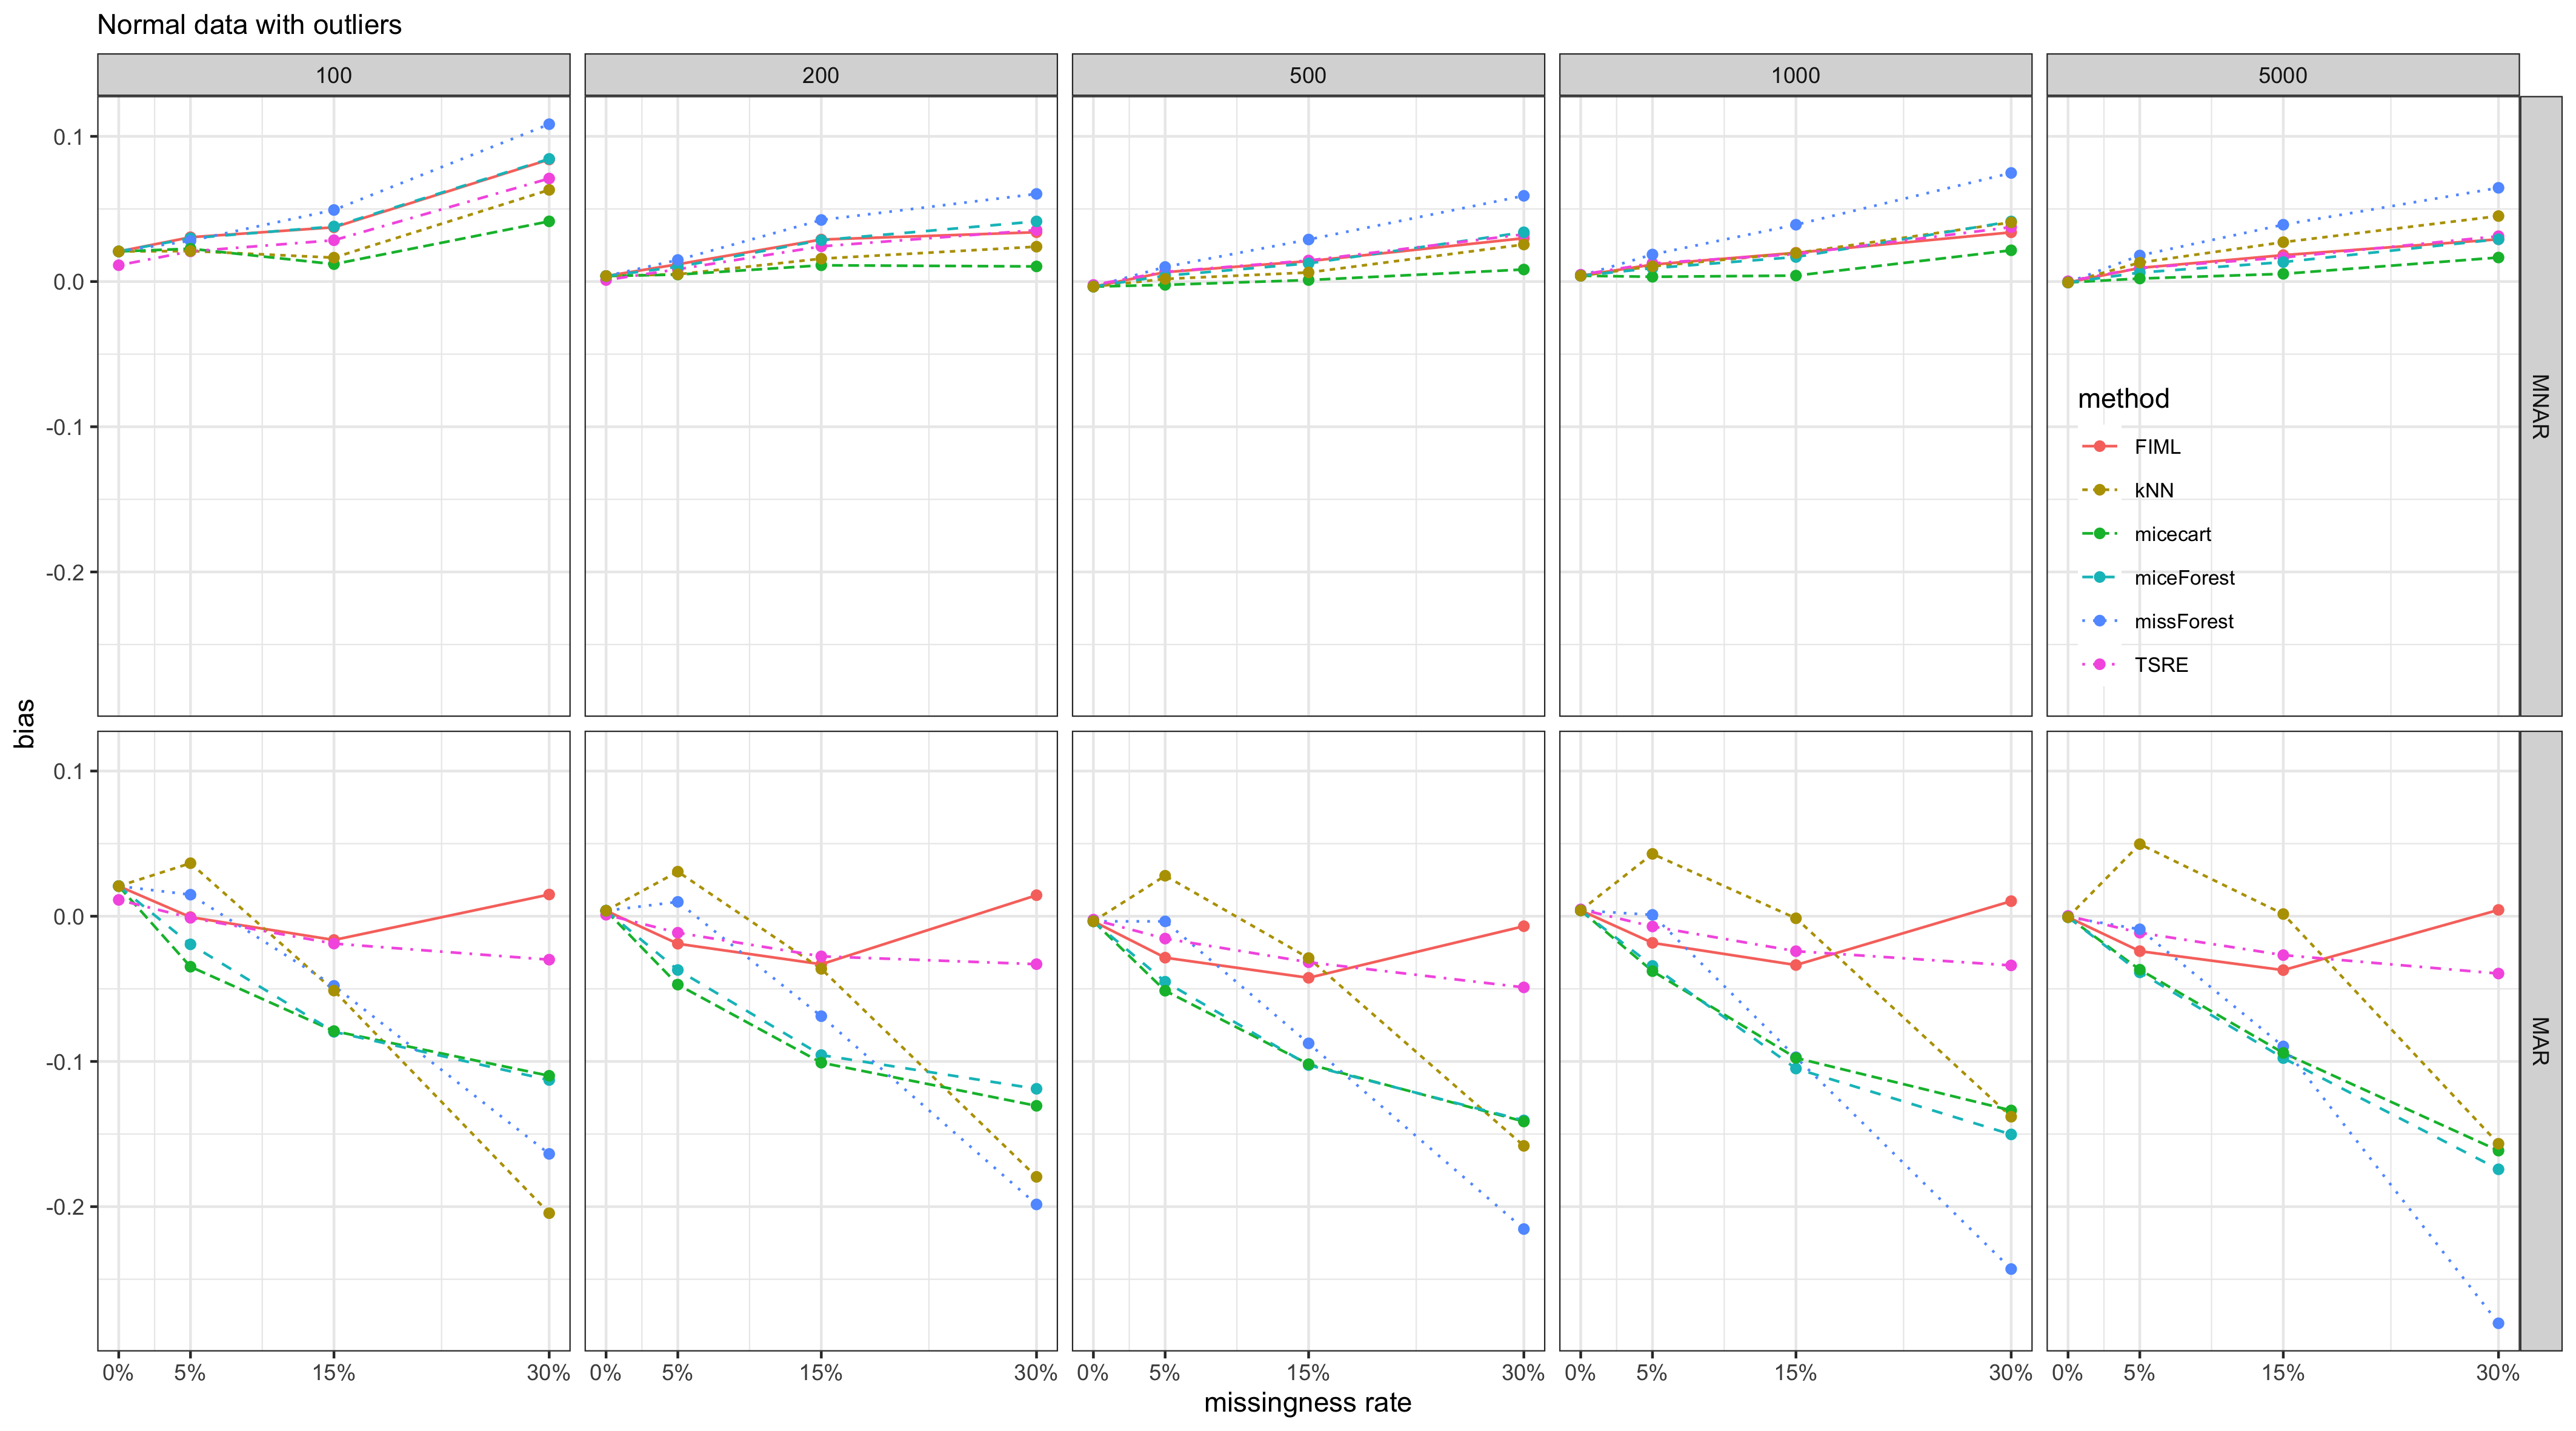 Normal data with outliers
100 200 500 1000 5000
0.1
0.0
-0.1
-0.2
MNAR
method
FIML
kNN
micecart
miceForest
missForest
TSRE
bias
0.1
0.0
-0.1
-0.2
MAR
0% 5% 15% 30% 0% 5% 15% 30% 0% 5% 15% 30% 0% 5% 15% 30% 0% 5% 15% 30%
missingness rate